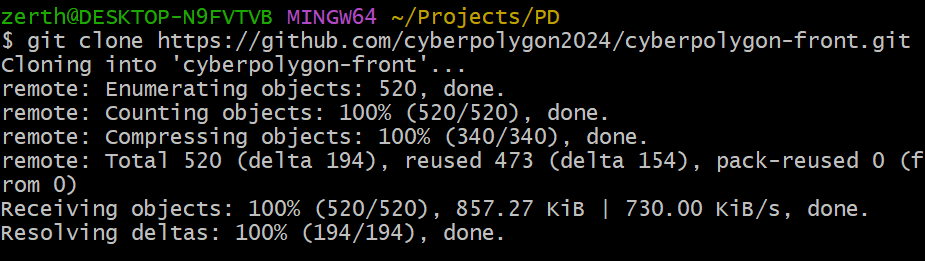 zerth@DESKTOP-N9FVTVB MINGW64 ~/Projects/PD
$ git clone https://github.com/cyberpolygon2024/cyberpolygon-front.git
Cloning into 'cyberpolygon-front'...
remote: Enumerating objects: 520, done.
remote: Counting objects: 100% (520/520), done.
remote: Compressing objects: 100% (340/340), done.
remote: Total 520 (delta 194), reused 473 (delta 154), pack-reused 0 (f
rom 0)
Receiving objects: 100% (520/520), 857.27 KiB | 730.00 KiB/s, done.
Resolving deltas: 100% (194/194), done.